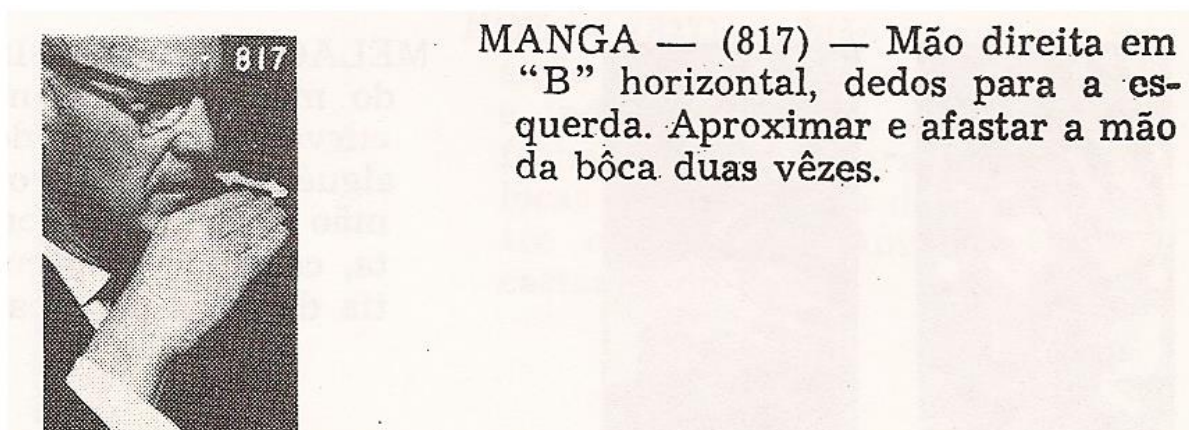 817
MANGA — (817) — Mão direita em
“B” horizontal, dedos para a es-
querda. Aproximar e afastar a mão
da bôca duas vêzes.